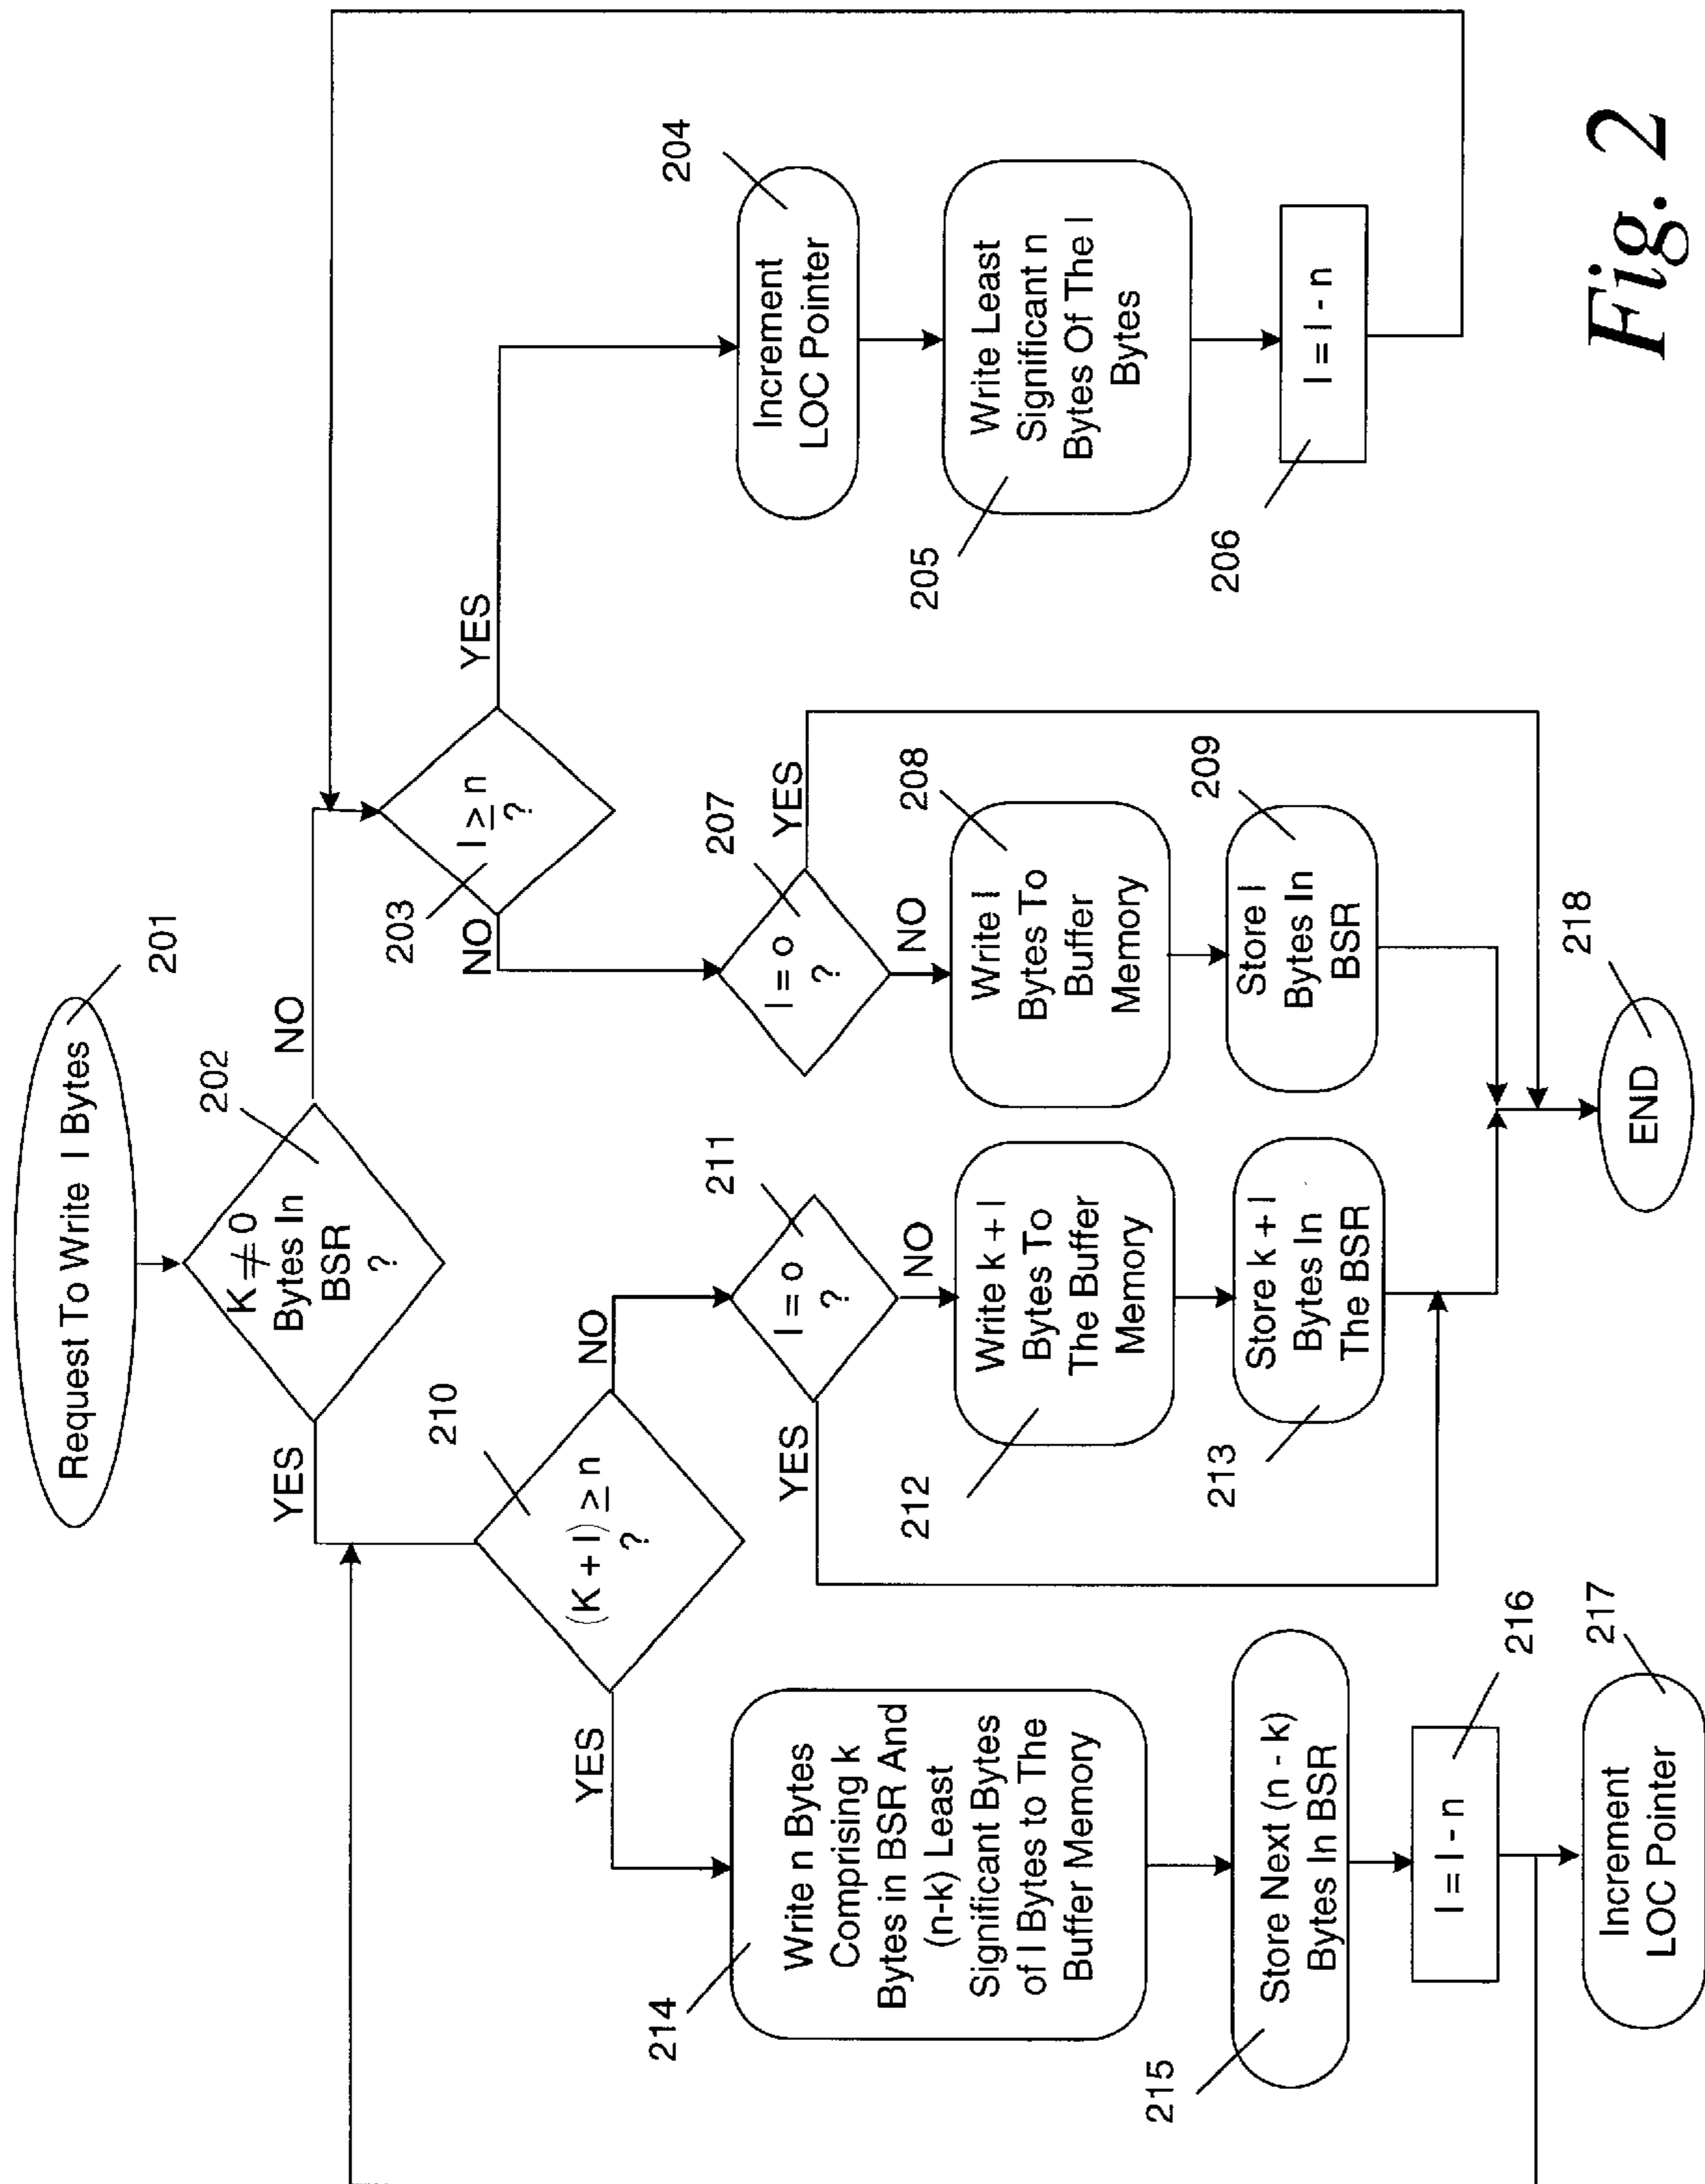 Request To Write I Bytes
201
K ≠ 0
Bytes In
BSR
?
202
YES
NO
(K + I) ≥ n
?
210
YES
NO
I ≥ n
?
203
NO
YES
I = o
?
211
YES
NO
I = o
?
207
YES
NO
Increment
LOC Pointer
204
Write n Bytes
Comprising k
Bytes in BSR And
(n-k) Least
Significant Bytes
of I Bytes to The
Buffer Memory
214
Write k + I
Bytes To
The Buffer
Memory
212
Write I
Bytes To
Buffer
Memory
208
Write Least
Significant n
Bytes Of The I
Bytes
205
Store Next (n - k)
Bytes In BSR
215
Store k + I
Bytes In
The BSR
213
Store I
Bytes In
BSR
209
I = I - n
206
I = I - n
216
Increment
LOC Pointer
217
END
218
Fig. 2